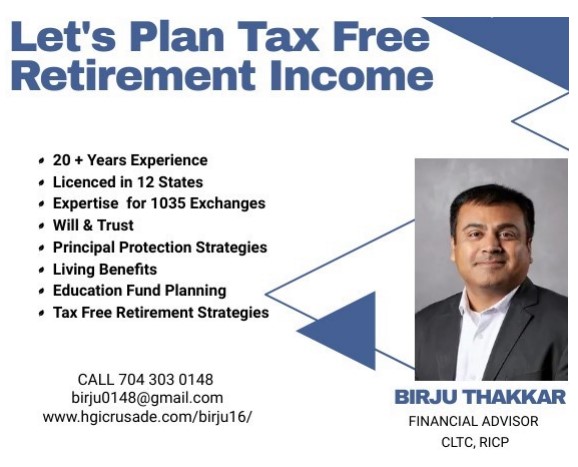 Let's Plan Tax Free
Retirement Income
20 + Years Experience
Licenced in 12 States
Expertise for 1035 Exchanges
Will & Trust
Principal Protection Strategies
Living Benefits
Education Fund Planning
Tax Free Retirement Strategies
CALL 704 303 0148
birju0148@gmail.com
www.hgicrusade.com/birju16/
BIRJU THAKKAR
FINANCIAL ADVISOR
CLTC, RICP